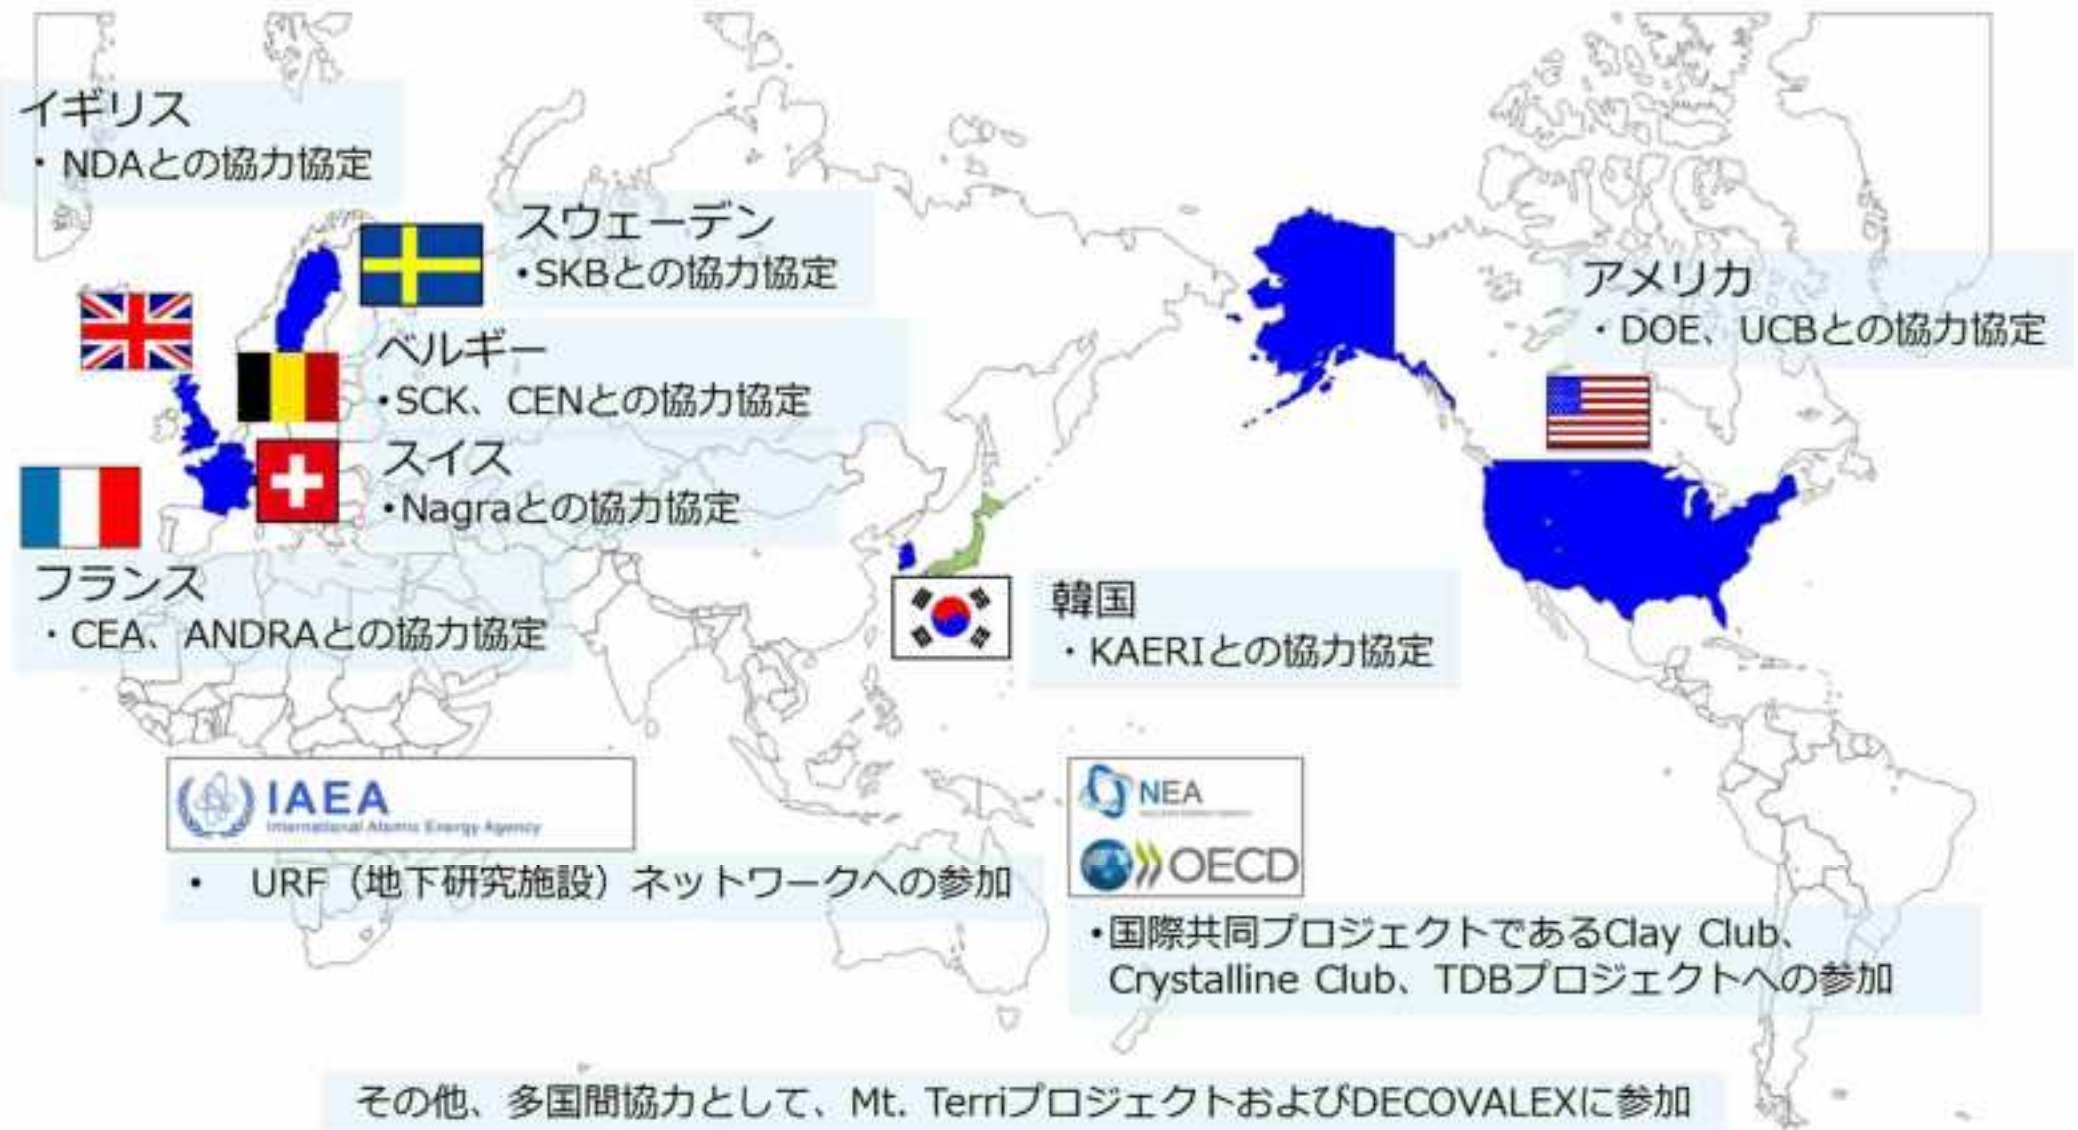 イギリス
・NDAとの協力協定
スウェーデン
・SKBとの協力協定
アメリカ
・DOE、UCBとの協力協定
ベルギー
・SCK、CENとの協力協定
スイス
・Nagraとの協力協定
フランス
・CEA、ANDRAとの協力協定
韓国
・KAERIとの協力協定
IAEA
International Atomic Energy Agency
・ URF（地下研究施設）ネットワークへの参加
NEA
OECD
・国際共同プロジェクトであるClay Club、
Crystalline Club、TDBプロジェクトへの参加
その他、多国間協力として、Mt. TerriプロジェクトおよびDECOVALEXに参加